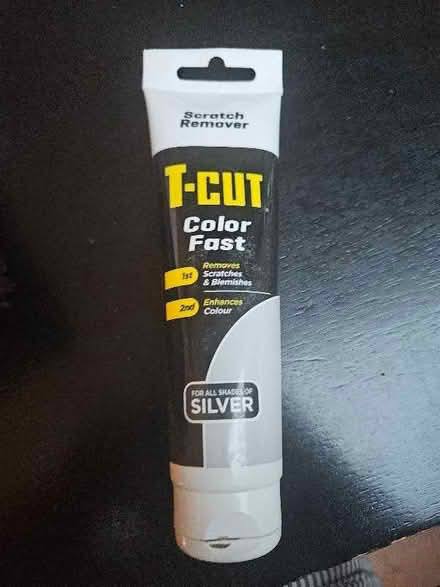 Scratch
Remover
T-CUT
Color
Fast
1st
Removes
Scratches
& Blemishes
2nd
Enhances
Colour
FOR ALL SHADES OF
SILVER